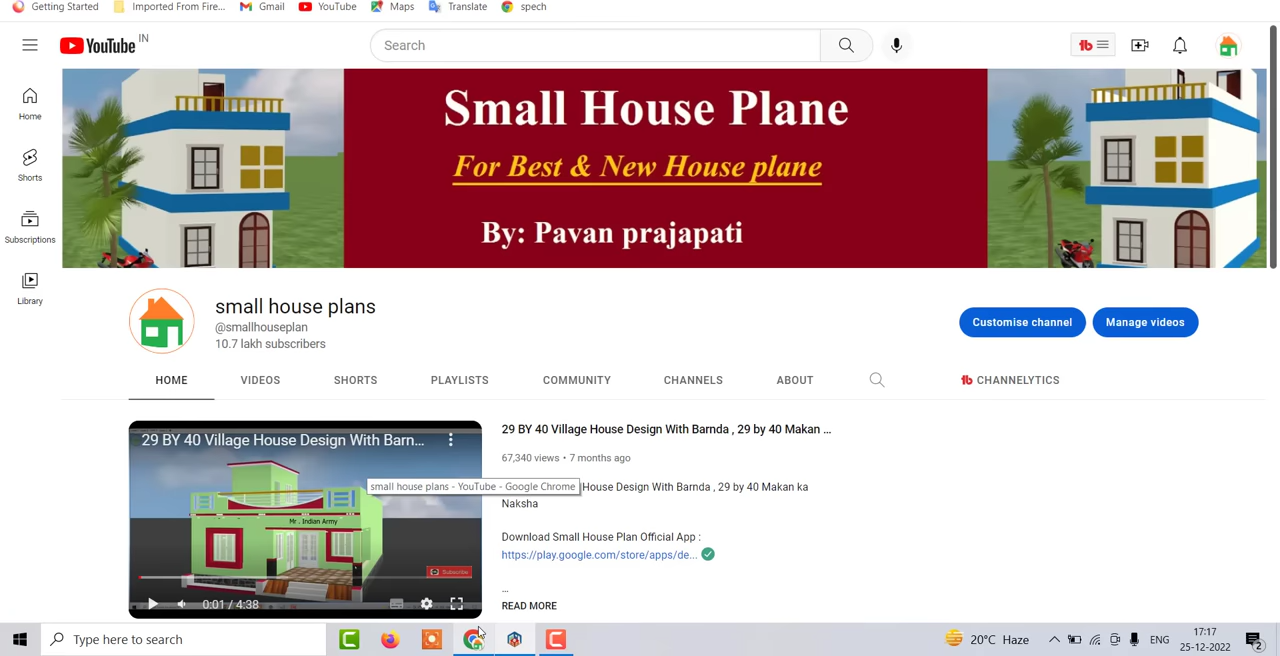 Getting Started Imported From Fire... Gmail YouTube Maps Translate spech
YouTube IN
Search
tb
Home
Shorts
Subscriptions
Library
Small House Plane
For Best & New House plane
By: Pavan prajapati
small house plans
@smallhouseplan
10.7 lakh subscribers
Customise channel
Manage videos
HOME VIDEOS SHORTS PLAYLISTS COMMUNITY CHANNELS ABOUT tb CHANNELYTICS
29 BY 40 Village House Design With Barn...
Mr . Indian Army
Subscribe
0:01 / 4:38
29 BY 40 Village House Design With Barnda , 29 by 40 Makan ...
67,340 views • 7 months ago
small house plans - YouTube - Google Chrome
House Design With Barnda , 29 by 40 Makan ka
Naksha
Download Small House Plan Official App :
https://play.google.com/store/apps/de...
...
READ MORE
Type here to search
20°C Haze
ENG
17:17
25-12-2022
2